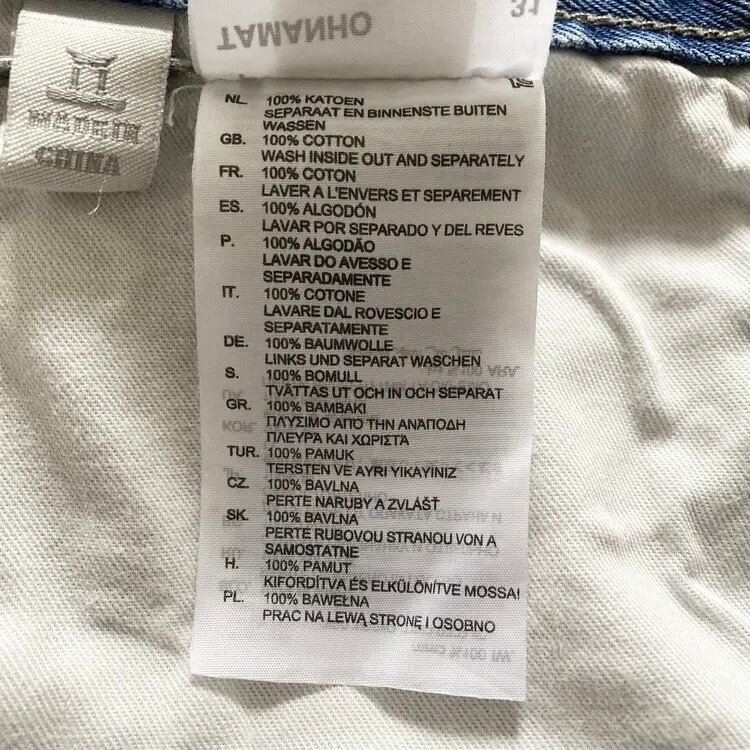 TAMANHO
31
MADE IN
CHINA
NL. 100% KATOEN
SEPARAAT EN BINNENSTE BUITEN
WASSEN
GB. 100% COTTON
WASH INSIDE OUT AND SEPARATELY
FR. 100% COTON
LAVER A L'ENVERS ET SEPAREMENT
ES. 100% ALGODÓN
LAVAR POR SEPARADO Y DEL REVES
P. 100% ALGODÃO
LAVAR DO AVESSO E
SEPARADAMENTE
IT. 100% COTONE
LAVARE DAL ROVESCIO E
SEPARATAMENTE
DE. 100% BAUMWOLLE
LINKS UND SEPARAT WASCHEN
S. 100% BOMULL
TVÄTTAS UT OCH IN OCH SEPARAT
GR. 100% ΒΑΜΒΑΚΙ
ΠΛΥΣΙΜΟ ΑΠΌ ΤΗΝ ΑΝΆΠΟΔΗ
ΠΛΕΥΡΆ ΚΑΙ ΧΩΡΙΣΤΆ
TUR. 100% PAMUK
TERSTEN VE AYRI YIKAYINIZ
CZ. 100% BAVLNA
PERTE NARUBY A ZVLÁŠŤ
SK. 100% BAVLNA
PERTE RUBOVOU STRANOU VON A
SAMOSTATNE
H. 100% PAMUT
KIFORDÍTVA ÉS ELKÜLÖNÍTVE MOSSA!
PL. 100% BAWEŁNA
PRAC NA LEWĄ STRONĘ I OSOBNO